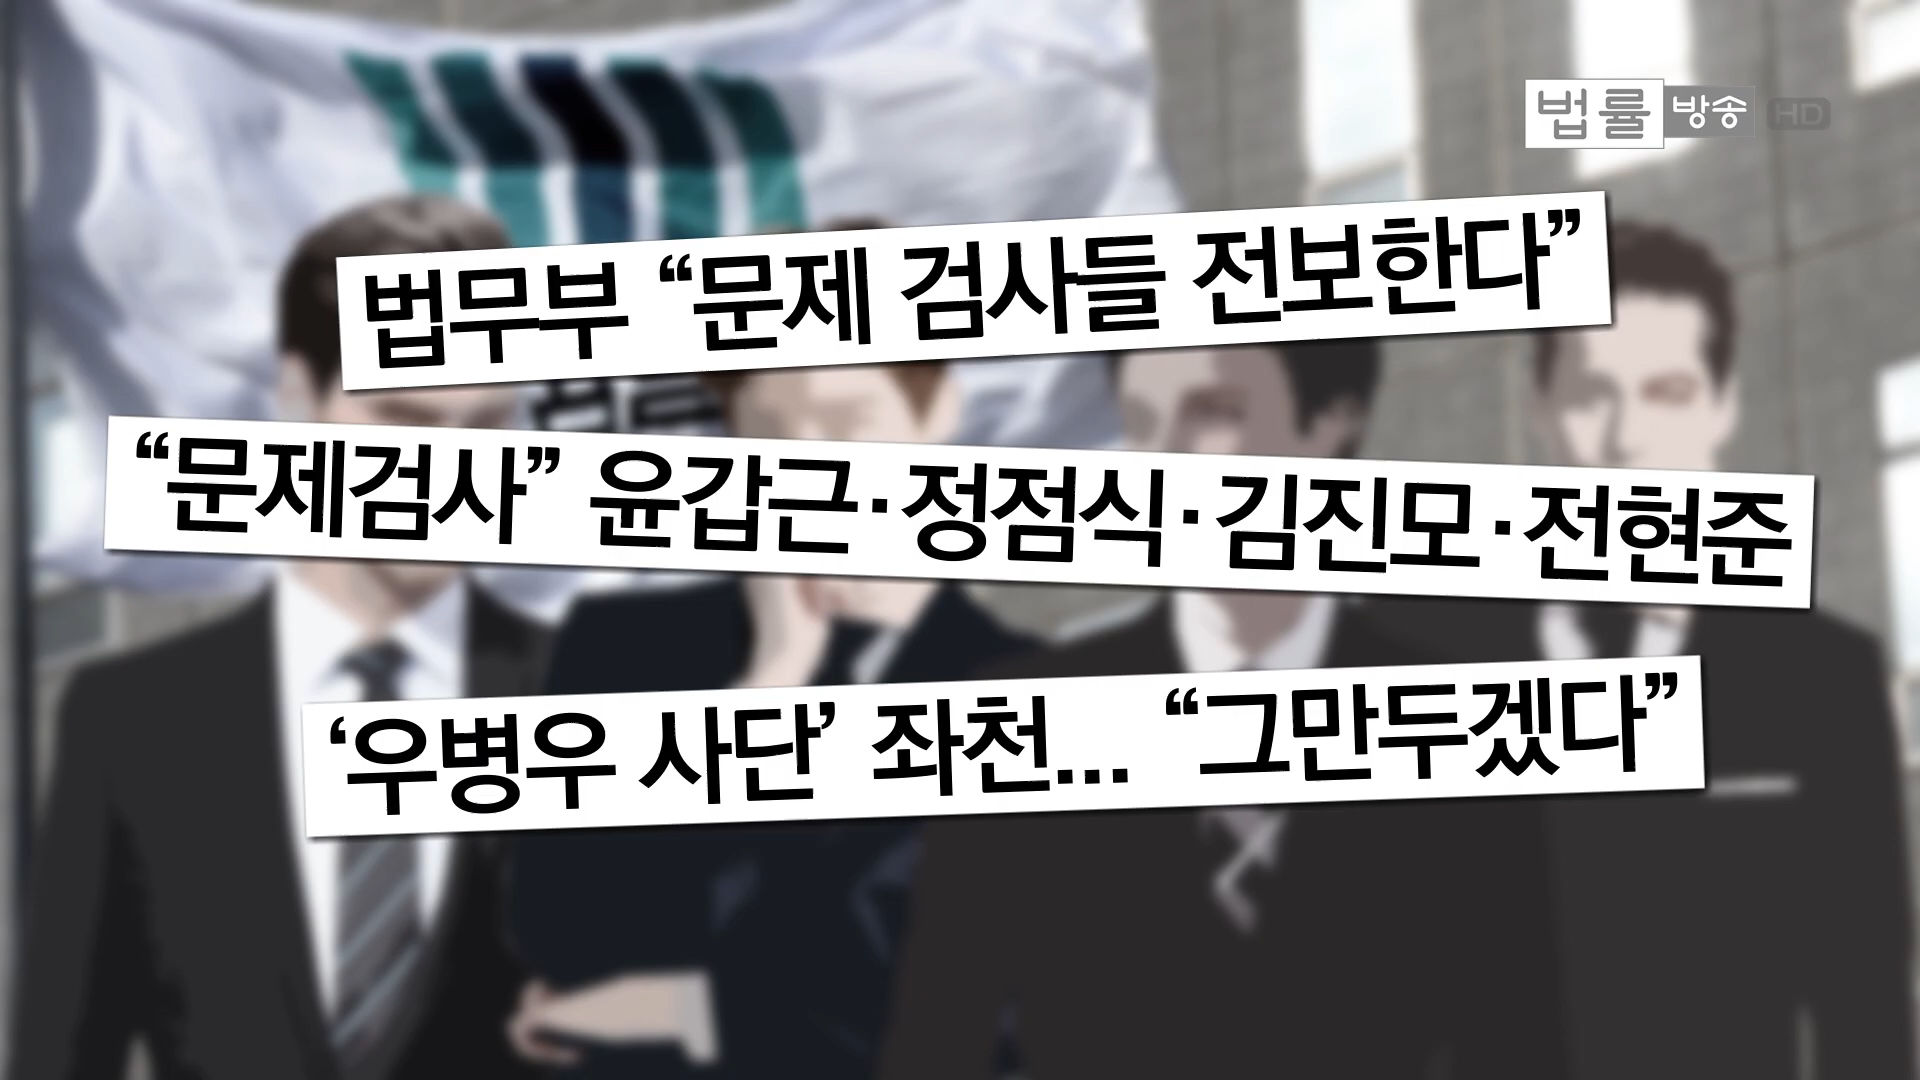 법률방송 HD
법무부 “문제 검사들 전보한다”
“문제검사” 윤갑근·정점식·김진모·전현준
‘우병우 사단’ 좌천... “그만두겠다”